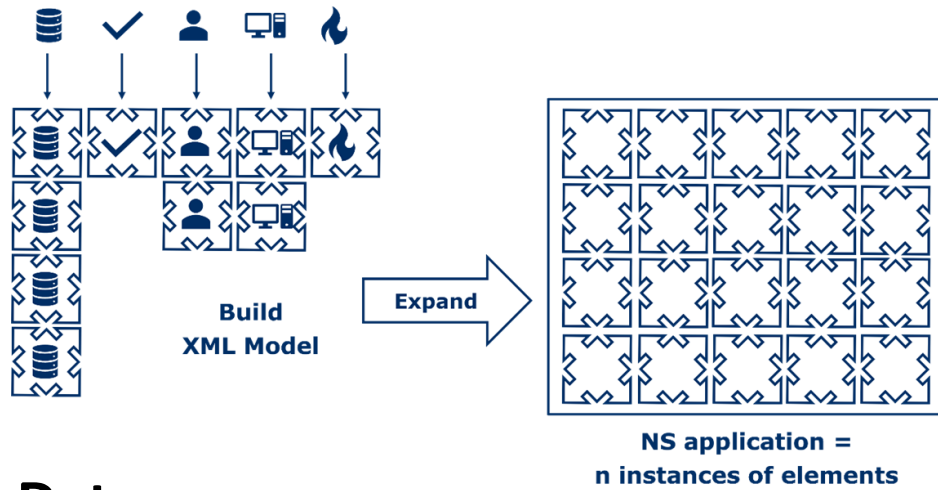 Build
XML Model
Expand
NS application =
n instances of elements